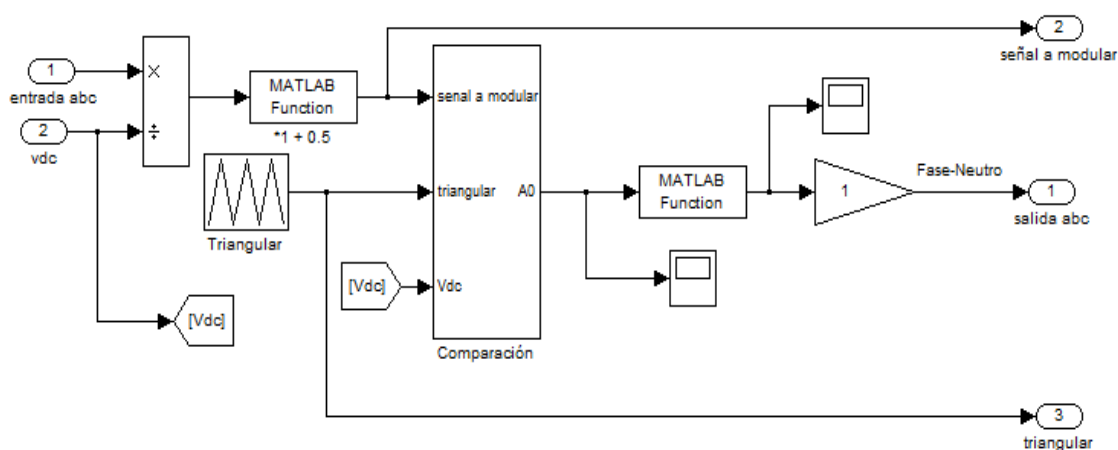 2
señal a modular
1
entrada abc
×
MATLAB
Function
*1 + 0.5
senal a modular
2
vdc
÷
Triangular
triangular
A0
MATLAB
Function
1
Fase-Neutro
1
salida abc
[Vdc]
Vdc
[Vdc]
Comparación
3
triangular